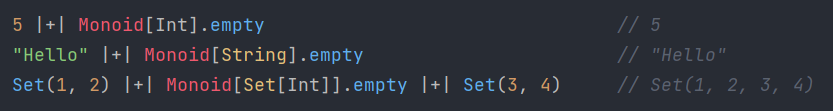 5 |+| Monoid[Int].empty // 5
"Hello" |+| Monoid[String].empty // "Hello"
Set(1, 2) |+| Monoid[Set[Int]].empty |+| Set(3, 4) // Set(1, 2, 3, 4)